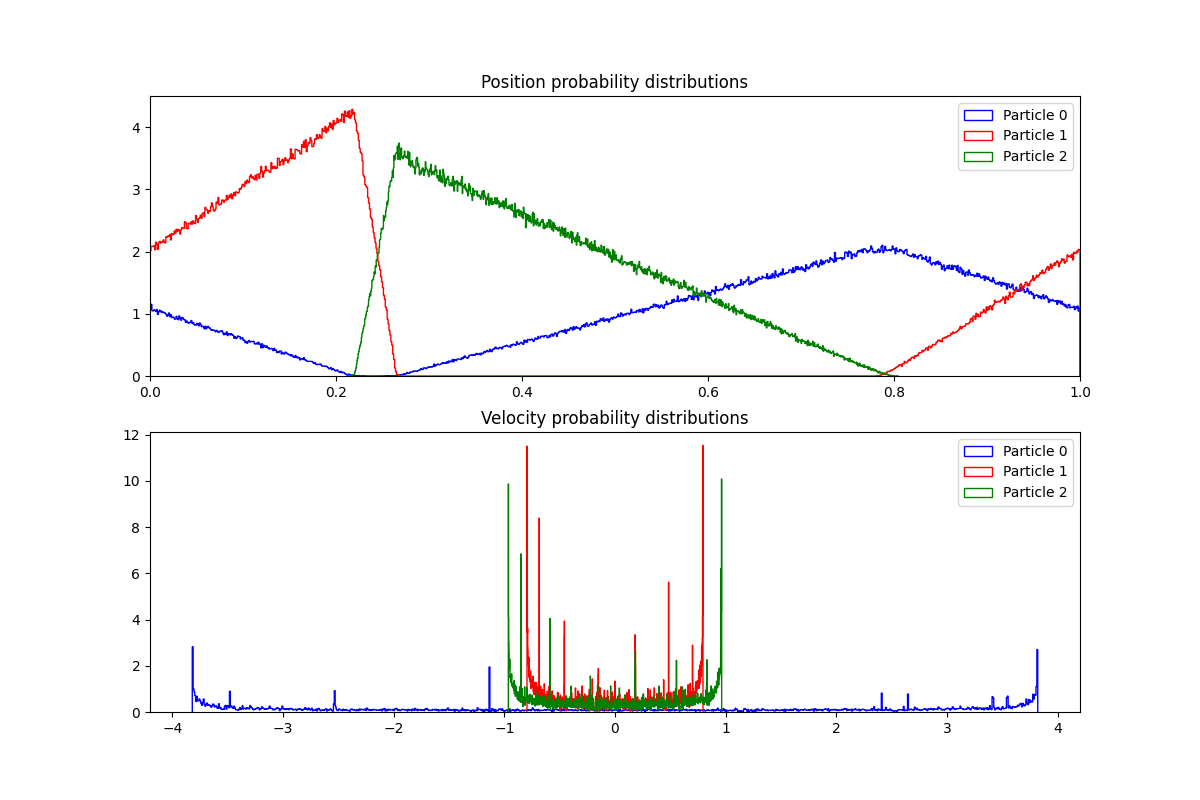 Position probability distributions
4
3
2
1
0
Particle 0
Particle 1
Particle 2
0.0 0.2 0.4 0.6 0.8 1.0
Velocity probability distributions
12
10
8
6
4
2
0
Particle 0
Particle 1
Particle 2
−4 −3 −2 −1 0 1 2 3 4